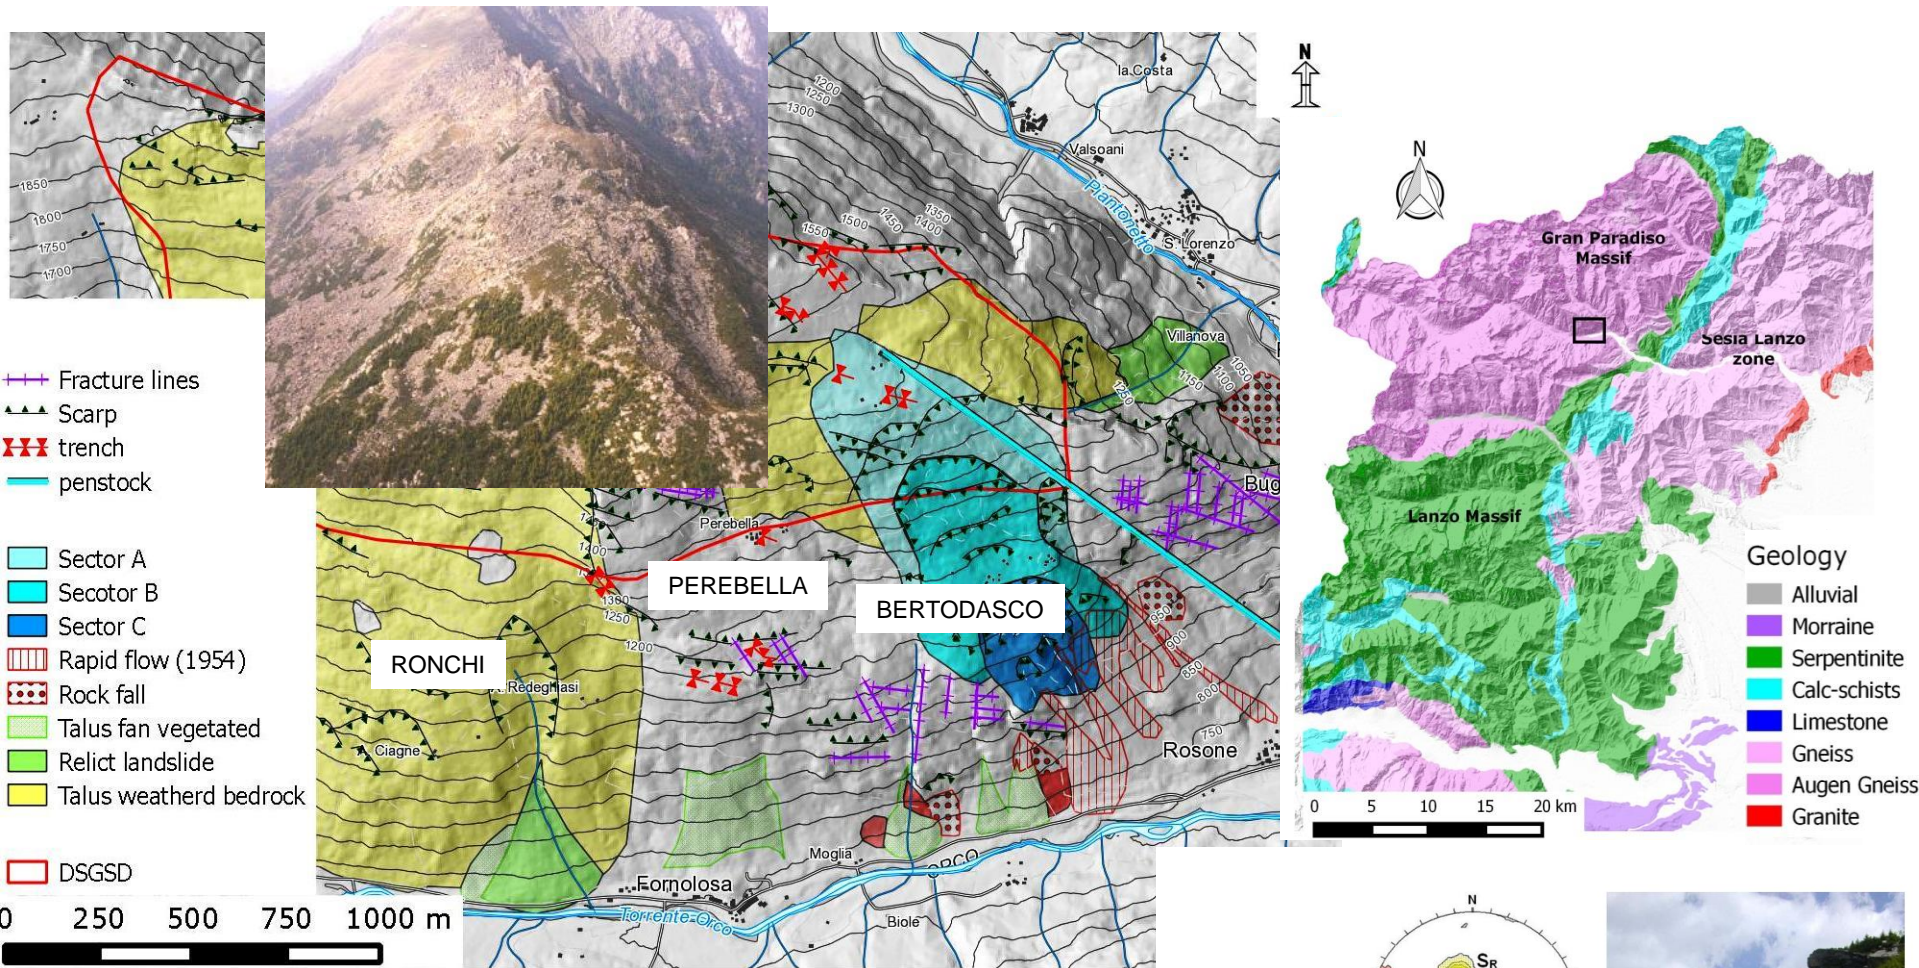 1850
1800
1750
1700
Fracture lines
Scarp
trench
penstock
Sector A
Secotor B
Sector C
Rapid flow (1954)
Rock fall
Talus fan vegetated
Relict landslide
Talus weatherd bedrock
DSGSD
0 250 500 750 1000 m
la Costa
1200
1250
1300
Valsoani
Piantonetto
S. Lorenzo
1550
1500
1450
1400
1350
Villanova
1050
1100
1150
1250
Bug
Perebella
1400
1300
1250
1200
PEREBELLA
BERTODASCO
RONCHI
A. Redeghiasi
Ciagne
950
900
850
800
750
Rosone
Moglia
ORCO
Fornolosa
Torrente Orco
Biole
N
N
Gran Paradiso
Massif
Sesia Lanzo
zone
Lanzo Massif
Geology
Alluvial
Morraine
Serpentinite
Calc-schists
Limestone
Gneiss
Augen Gneiss
Granite
0 5 10 15 20 km
N
SR